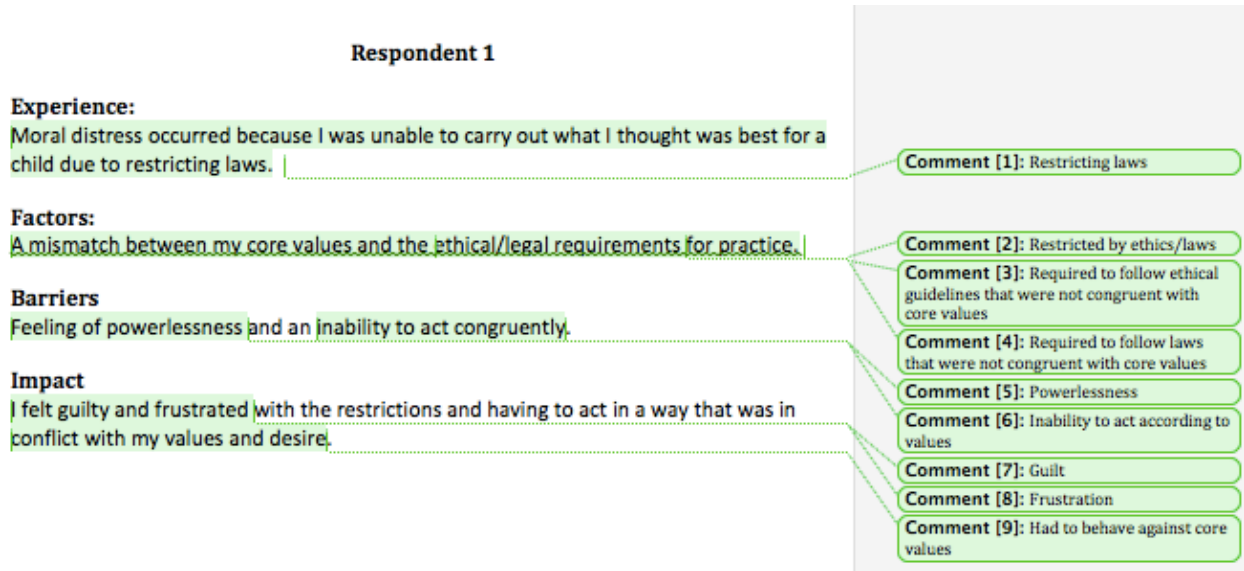 Respondent 1
Experience:
Moral distress occurred because I was unable to carry out what I thought was best for a
child due to restricting laws.
Comment [1]: Restricting laws
Factors:
A mismatch between my core values and the ethical/legal requirements for practice.
Comment [2]: Restricted by ethics/laws
Comment [3]: Required to follow ethical
guidelines that were not congruent with
core values
Comment [4]: Required to follow laws
that were not congruent with core values
Barriers
Feeling of powerlessness and an inability to act congruently.
Comment [5]: Powerlessness
Comment [6]: Inability to act according to
values
Impact
I felt guilty and frustrated with the restrictions and having to act in a way that was in
conflict with my values and desire.
Comment [7]: Guilt
Comment [8]: Frustration
Comment [9]: Had to behave against core
values